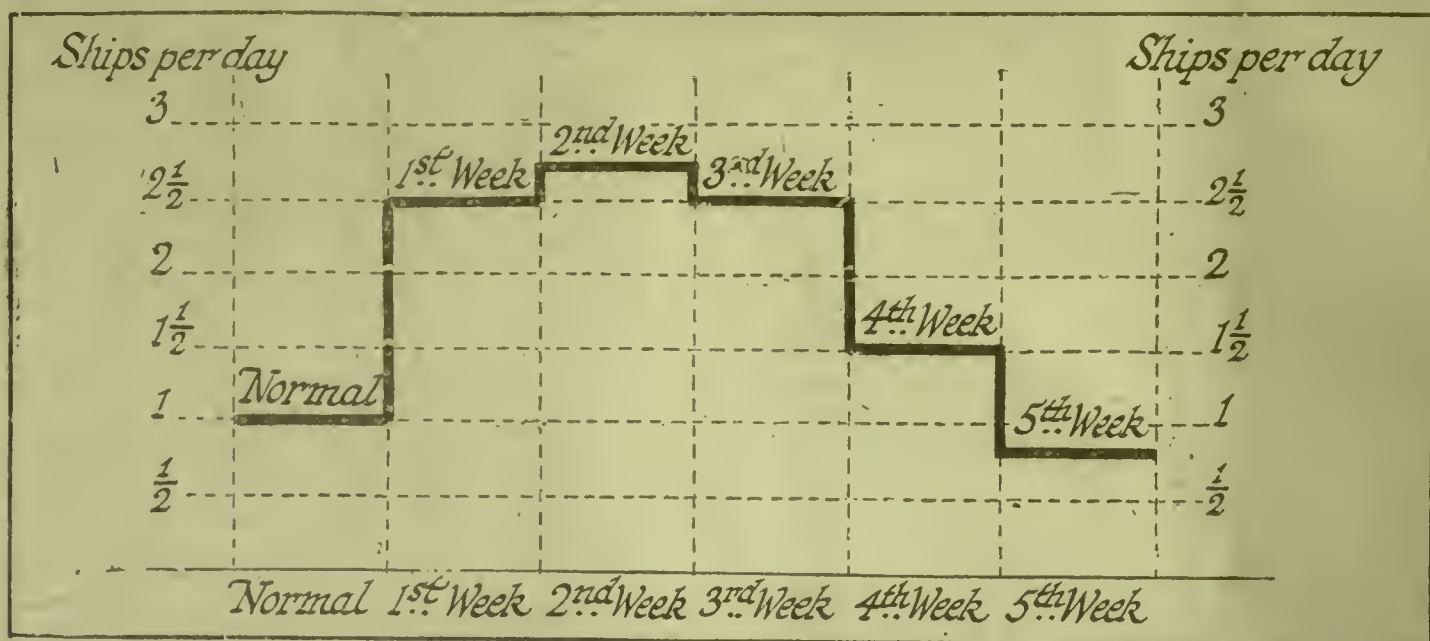 Ships per day Ships per day
3 3
2nd Week
1st Week 3rd Week
2½ 2½
2 2
4th Week
1½ 1½
Normal
1 1
5th Week
½ ½
Normal 1st Week 2nd Week 3rd Week 4th Week 5th Week